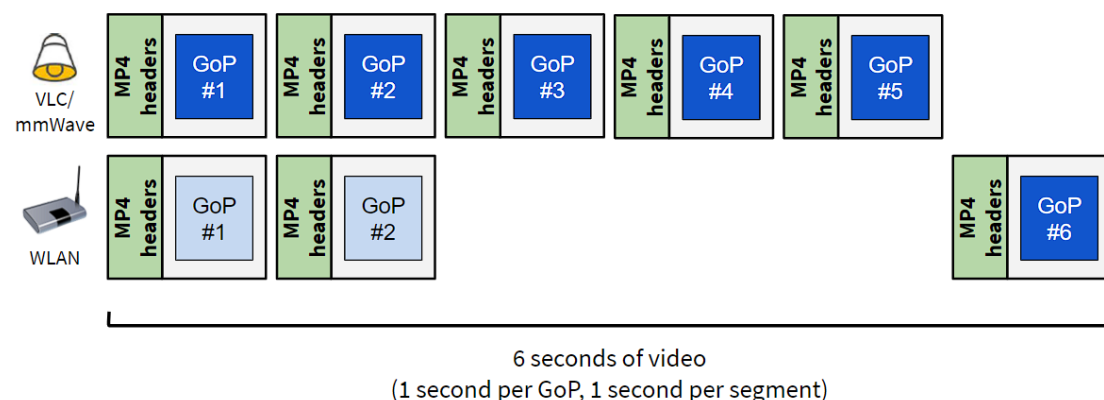 VLC/
mmWave
MP4 headers
GoP
#1
MP4 headers
GoP
#2
MP4 headers
GoP
#3
MP4 headers
GoP
#4
MP4 headers
GoP
#5
WLAN
MP4 headers
GoP
#1
MP4 headers
GoP
#2
MP4 headers
GoP
#6
6 seconds of video
(1 second per GoP, 1 second per segment)